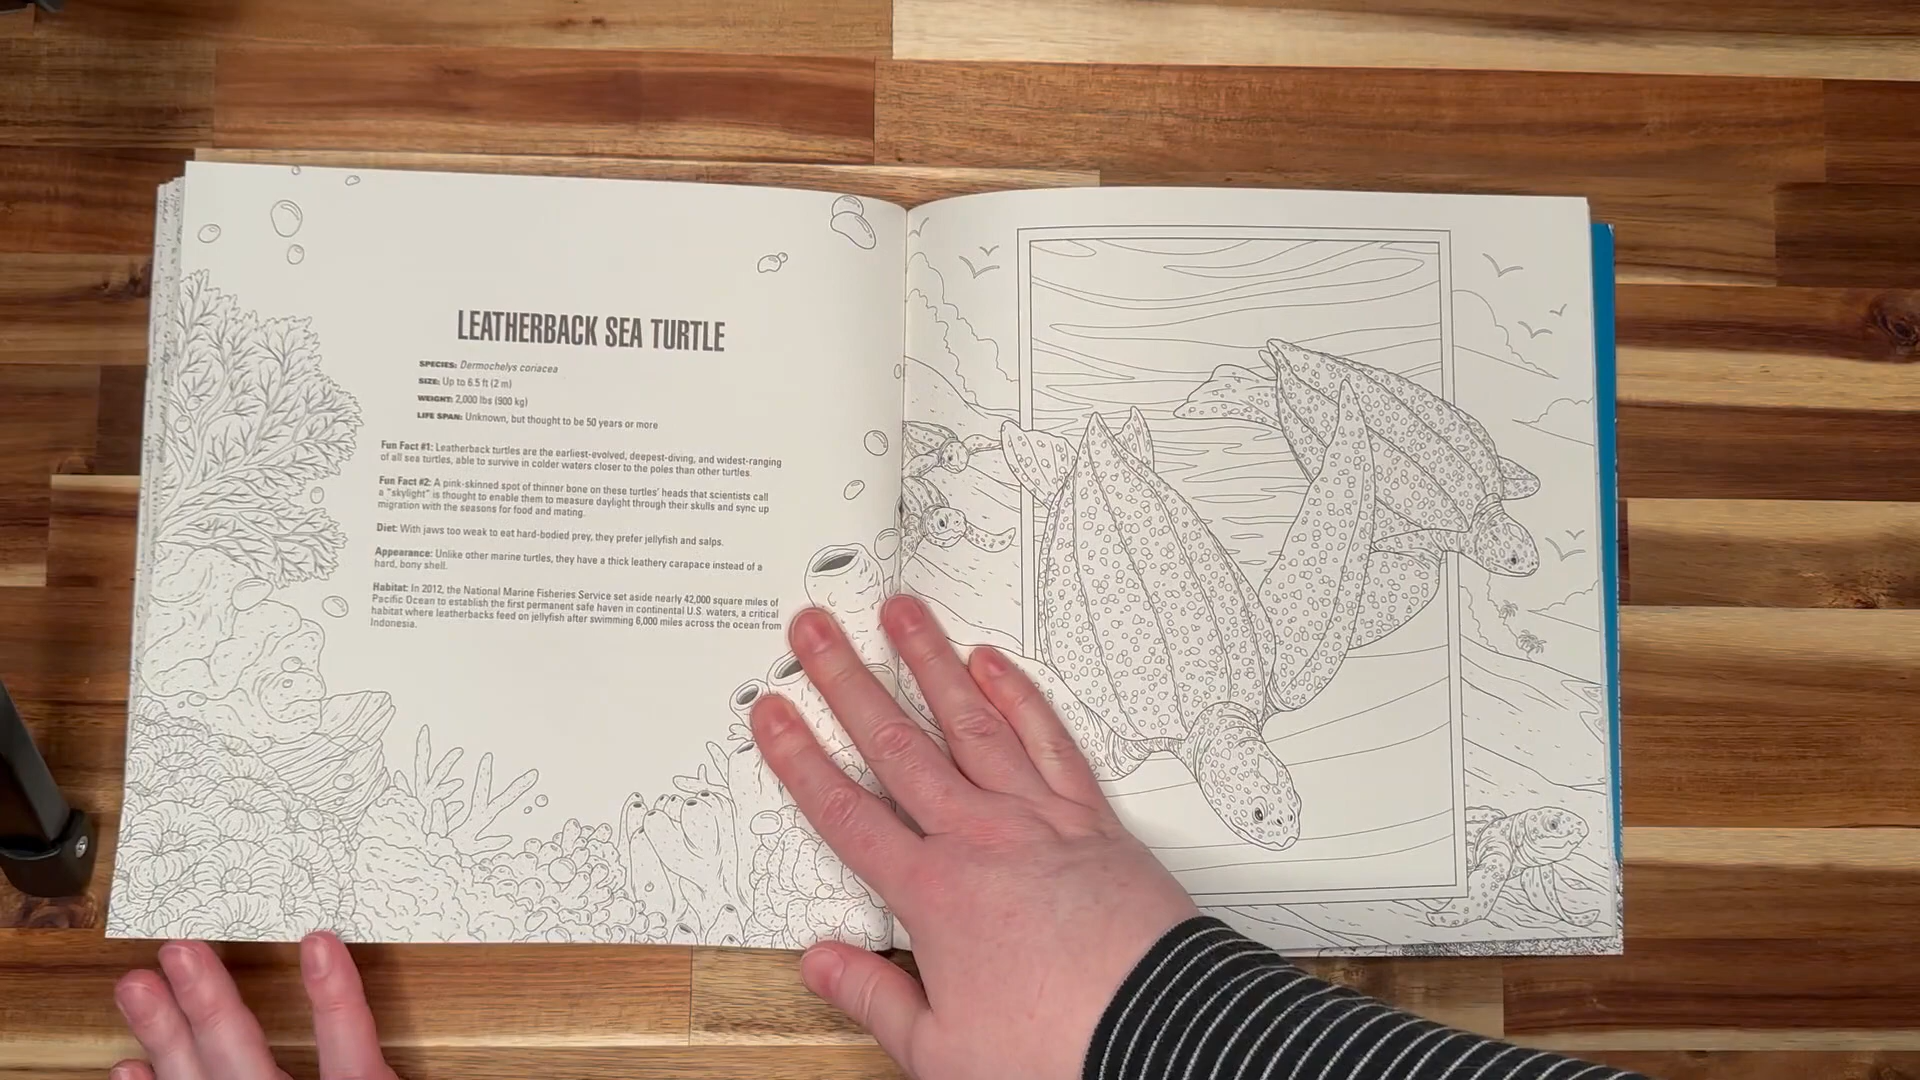 LEATHERBACK SEA TURTLE
SPECIES: Dermochelys coriacea
SIZE: Up to 6.5 ft (2 m)
WEIGHT: 2,000 lbs (900 kg)
LIFE SPAN: Unknown, but thought to be 50 years or more
Fun Fact #1: Leatherback turtles are the earliest-evolved, deepest-diving, and widest-ranging
of all sea turtles, able to survive in colder waters closer to the poles than other turtles.
Fun Fact #2: A pink-skinned spot of thinner bone on these turtles' heads that scientists call
a "skylight" is thought to enable them to measure daylight through their skulls and sync up
migration with the seasons for food and mating.
Diet: With jaws too weak to eat hard-bodied prey, they prefer jellyfish and salps.
Appearance: Unlike other marine turtles, they have a thick leathery carapace instead of a
hard, bony shell.
Habitat: In 2012, the National Marine Fisheries Service set aside nearly 42,000 square miles of
Pacific Ocean to establish the first permanent safe haven in continental U.S. waters, a critical
habitat where leatherbacks feed on jellyfish after swimming 6,000 miles across the ocean from
Indonesia.